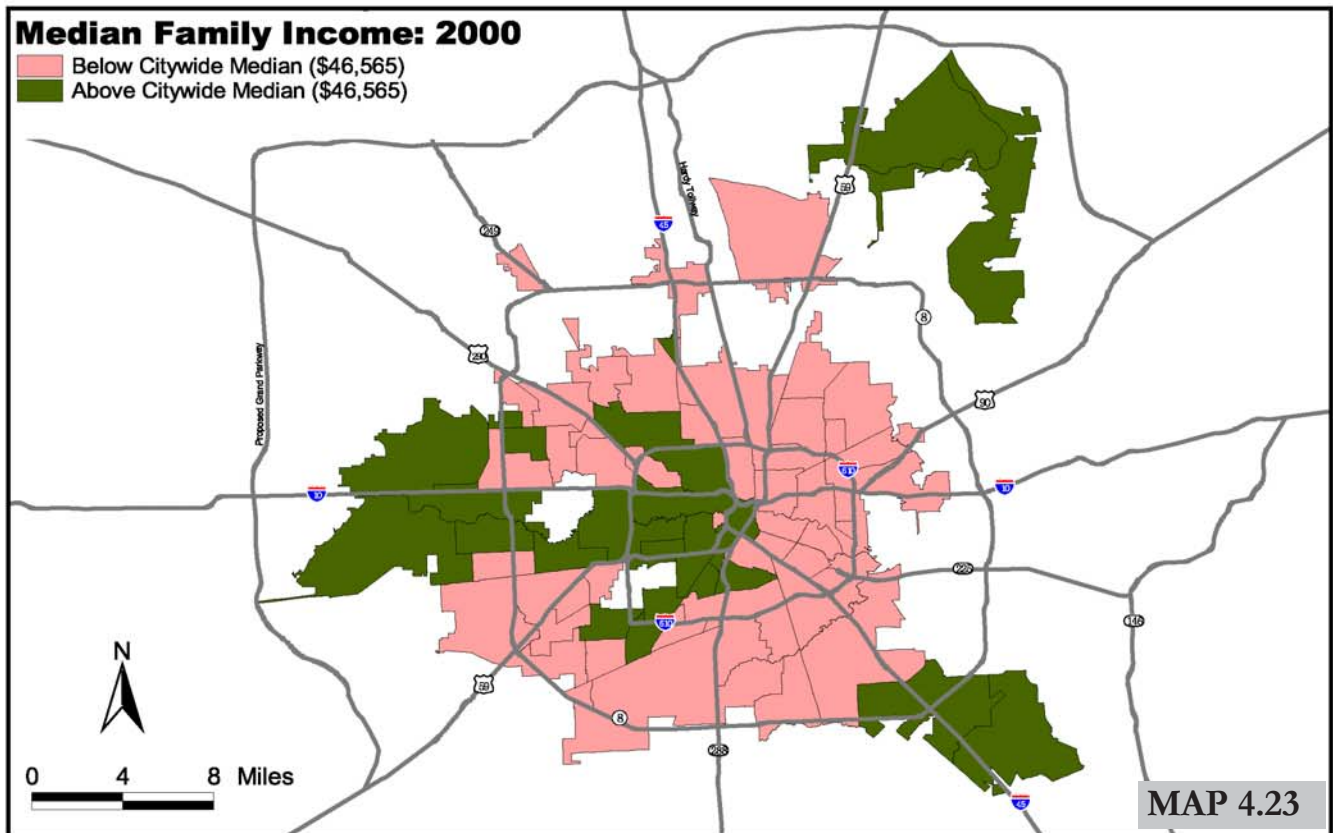 Median Family Income: 2000
Below Citywide Median ($46,565)
Above Citywide Median ($46,565)
Hardy Tollway
59
45
249
8
290
Proposed Grand Parkway
90
610
10
10
225
146
610
59
8
288
45
N
0 4 8 Miles
MAP 4.23